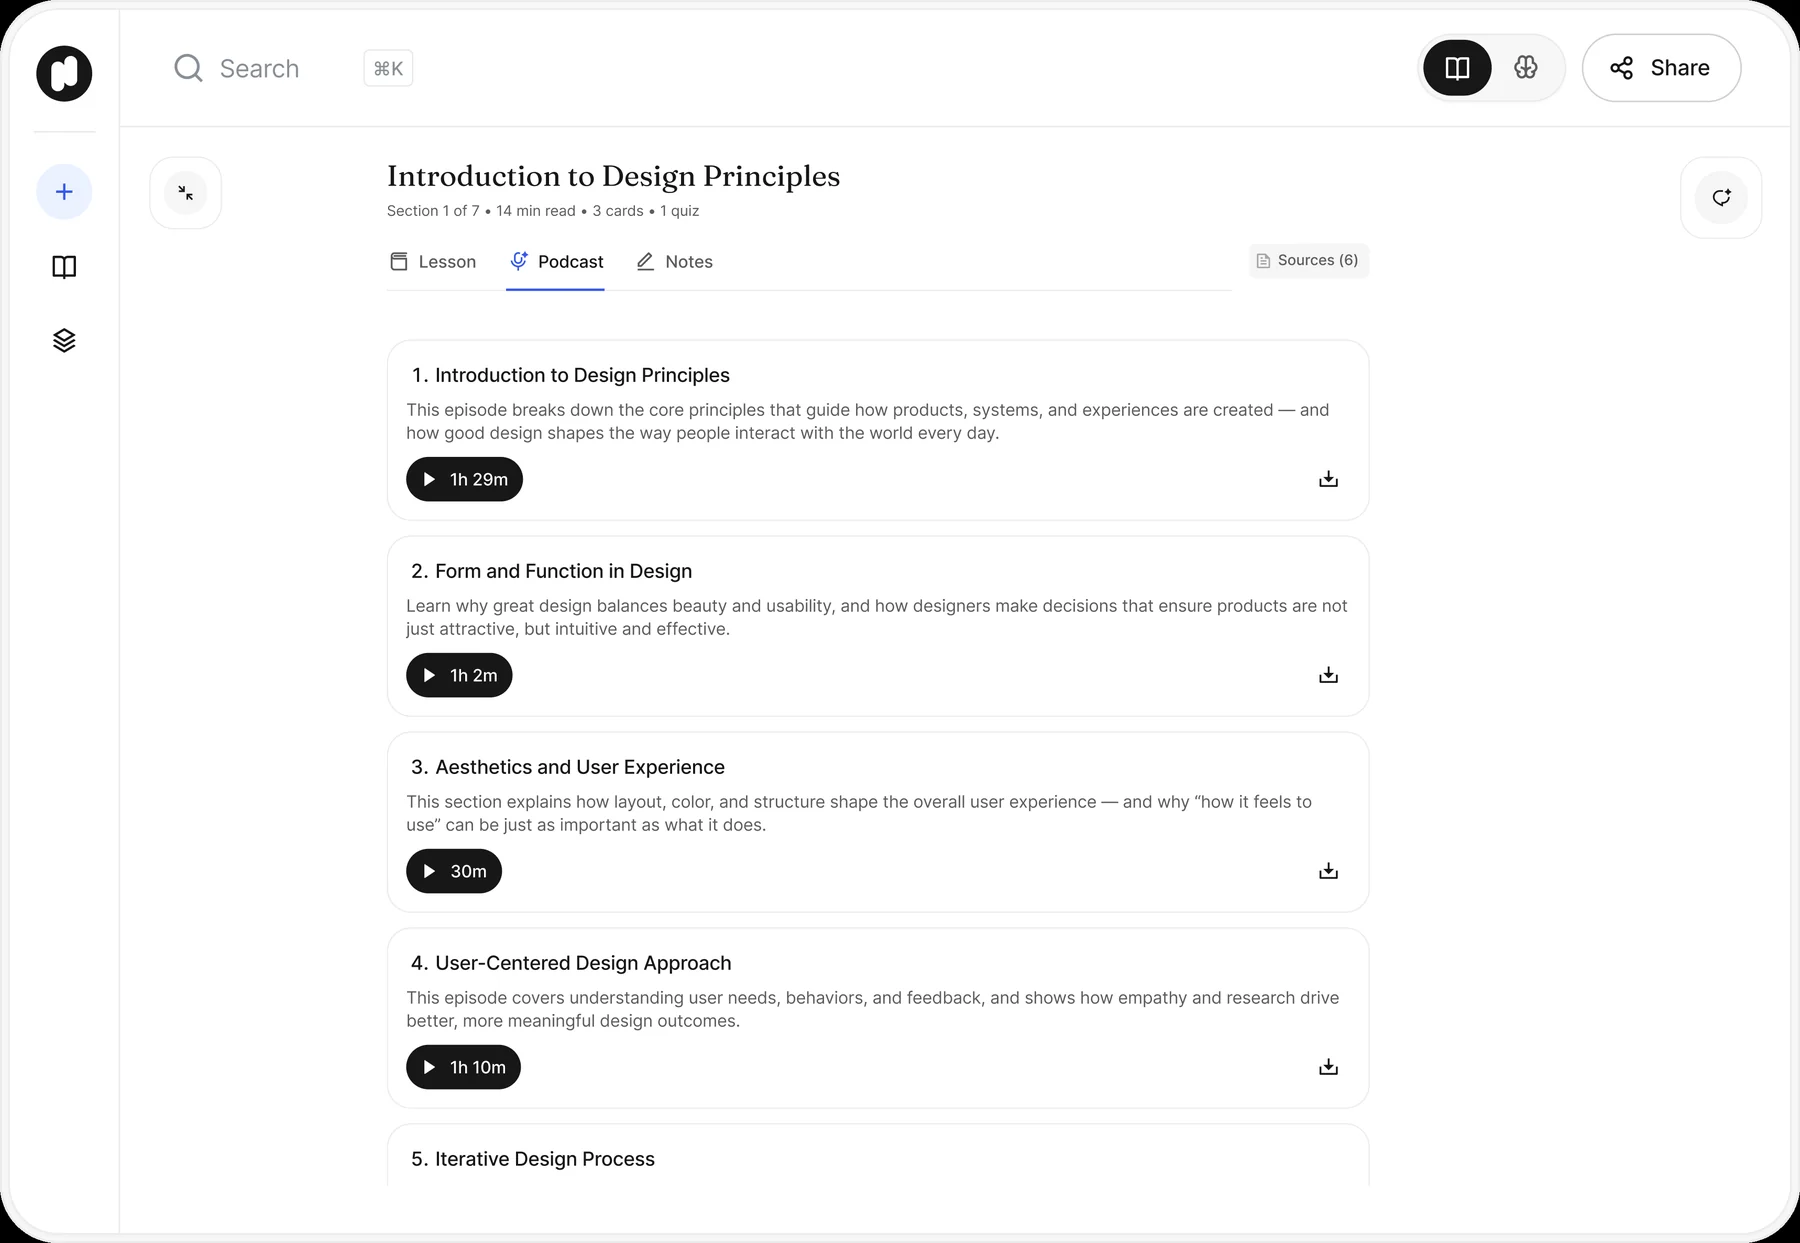 Search
⌘K
Share
Introduction to Design Principles
Section 1 of 7 • 14 min read • 3 cards • 1 quiz
Lesson
Podcast
Notes
Sources (6)
1. Introduction to Design Principles
This episode breaks down the core principles that guide how products, systems, and experiences are created — and
how good design shapes the way people interact with the world every day.
1h 29m
2. Form and Function in Design
Learn why great design balances beauty and usability, and how designers make decisions that ensure products are not
just attractive, but intuitive and effective.
1h 2m
3. Aesthetics and User Experience
This section explains how layout, color, and structure shape the overall user experience — and why “how it feels to
use” can be just as important as what it does.
30m
4. User-Centered Design Approach
This episode covers understanding user needs, behaviors, and feedback, and shows how empathy and research drive
better, more meaningful design outcomes.
1h 10m
5. Iterative Design Process